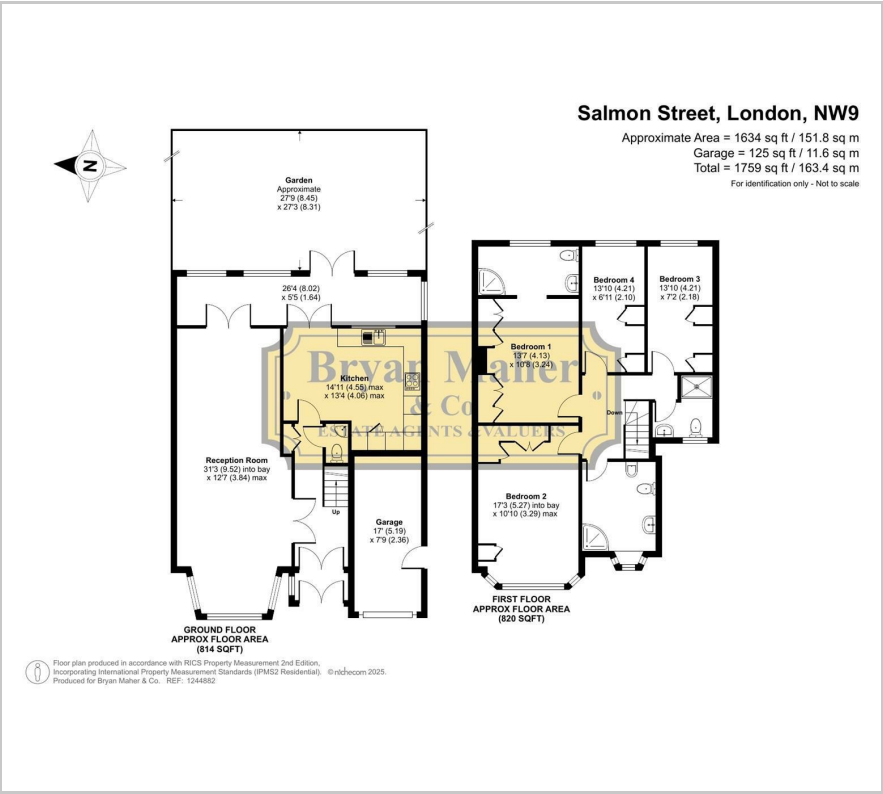 Salmon Street, London, NW9
Approximate Area = 1634 sq ft / 151.8 sq m
Garage = 125 sq ft / 11.6 sq m
Total = 1759 sq ft / 163.4 sq m
For identification only - Not to scale
N
Garden
Approximate
27'9 (8.45)
x 27'3 (8.31)
26'4 (8.02)
x 5'5 (1.64)
Kitchen
14'11 (4.55) max
x 13'4 (4.06) max
Reception Room
31'3 (9.52) into bay
x 12'7 (3.84) max
Up
Garage
17' (5.19)
x 7'9 (2.36)
GROUND FLOOR
APPROX FLOOR AREA
(814 SQFT)
Bedroom 4
13'10 (4.21)
x 6'11 (2.10)
Bedroom 3
13'10 (4.21)
x 7'2 (2.18)
Bedroom 1
13'7 (4.13)
x 10'8 (3.24)
Down
Bedroom 2
17'3 (5.27) into bay
x 10'10 (3.29) max
FIRST FLOOR
APPROX FLOOR AREA
(820 SQFT)
Bryan Maher
& Co
ESTATE AGENTS & VALUERS
Floor plan produced in accordance with RICS Property Measurement 2nd Edition,
Incorporating International Property Measurement Standards (IPMS2 Residential). © nichecom 2025.
Produced for Bryan Maher & Co. REF: 1244882